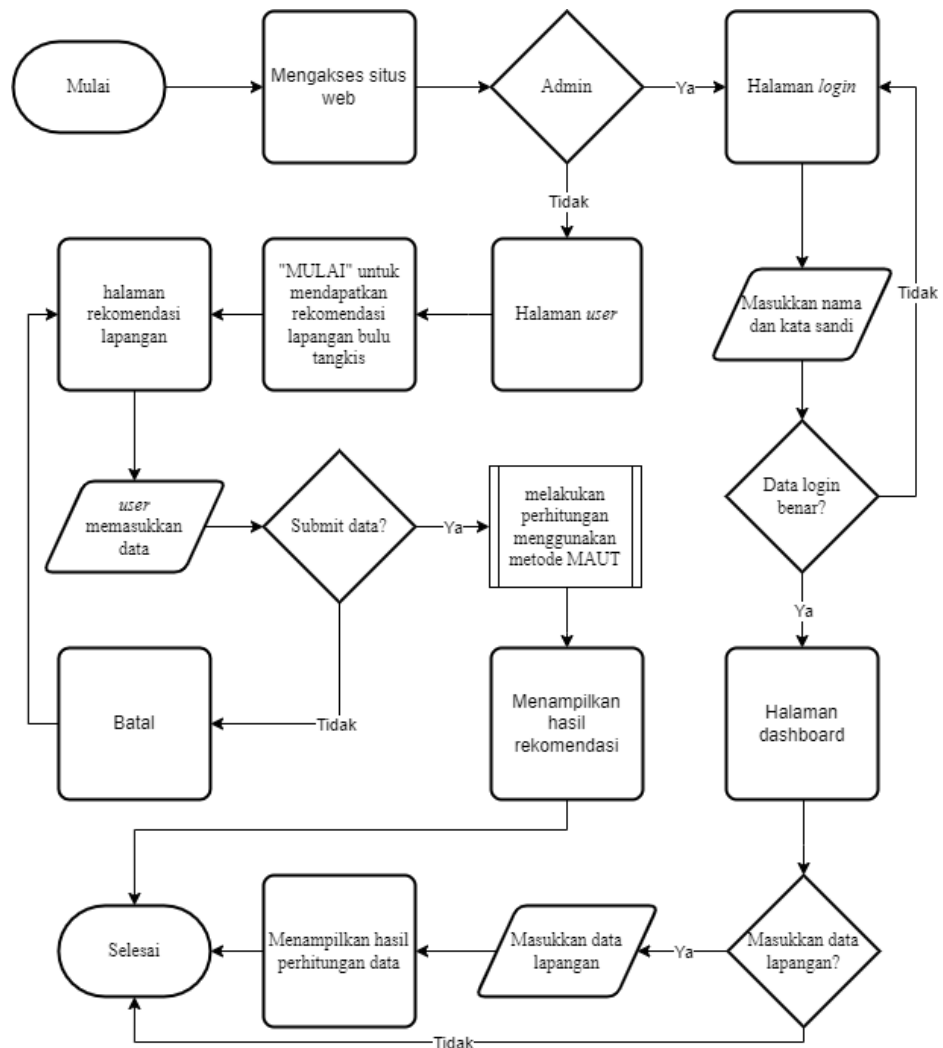 Mulai
Mengakses situs
web
Admin
Ya
Halaman login
Tidak
halaman
rekomendasi
lapangan
"MULAI" untuk
mendapatkan
rekomendasi
lapangan bulu
tangkis
Halaman user
Masukkan nama
dan kata sandi
Tidak
user
memasukkan
data
Submit data?
Ya
melakukan
perhitungan
menggunakan
metode MAUT
Data login
benar?
Ya
Batal
Tidak
Menampilkan
hasil
rekomendasi
Halaman
dashboard
Selesai
Menampilkan hasil
perhitungan data
Masukkan data
lapangan
Ya
Masukkan data
lapangan?
Tidak